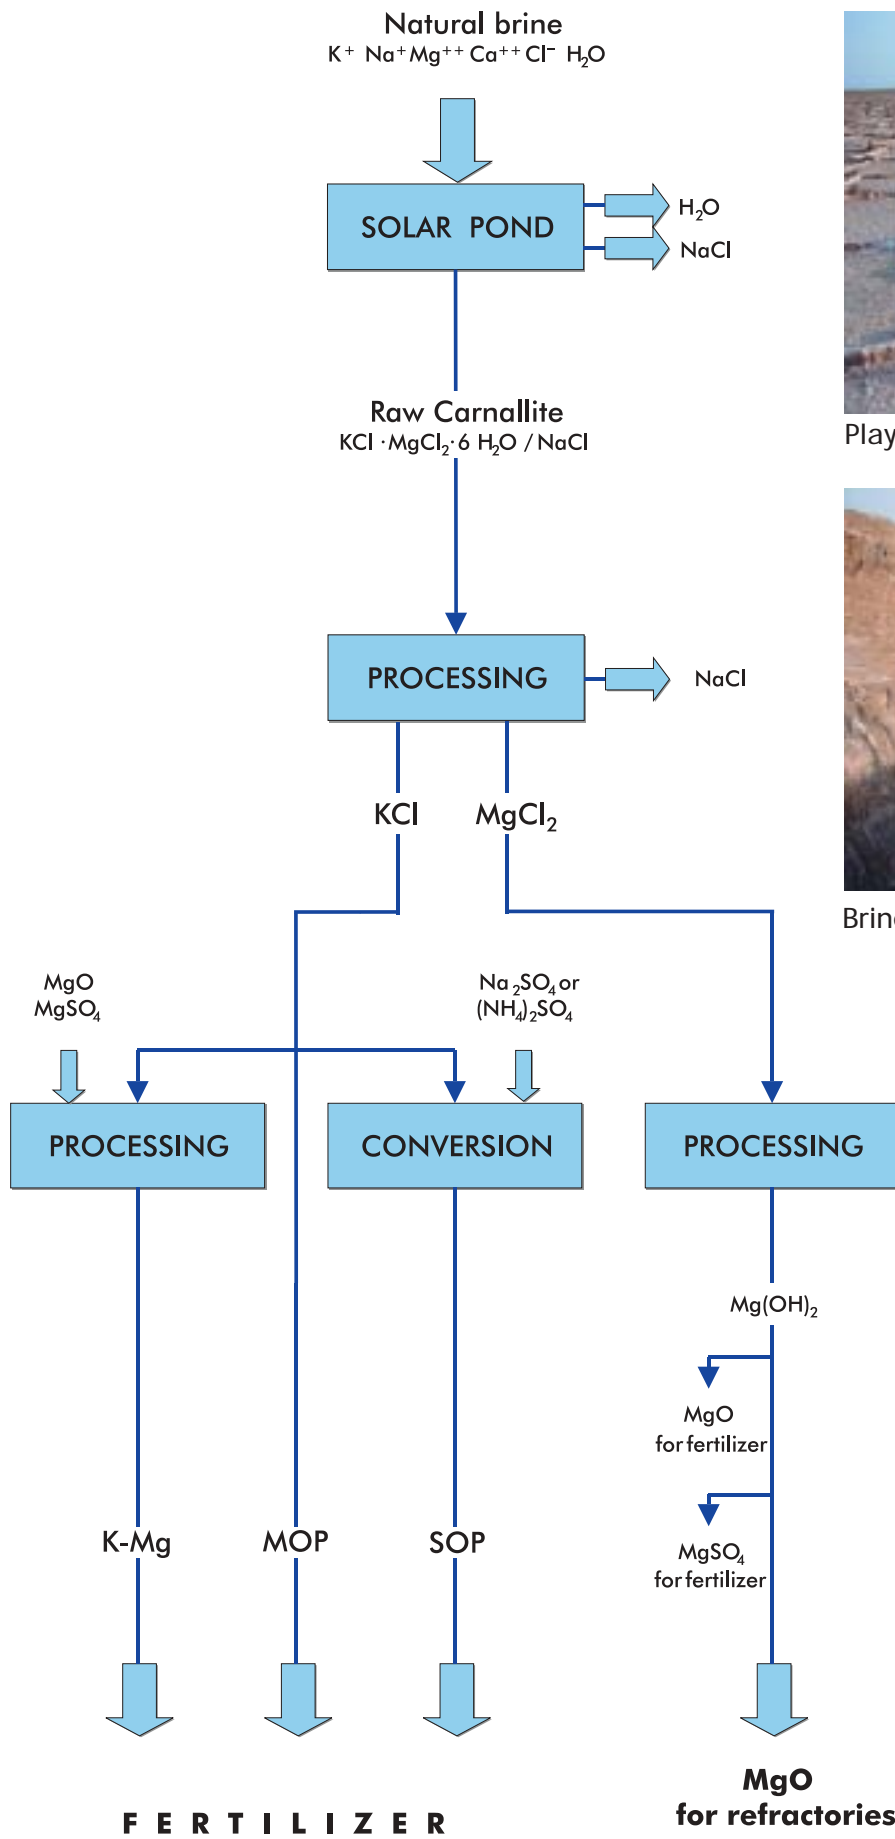 Natural brine
K⁺ Na⁺ Mg⁺⁺ Ca⁺⁺ Cl⁻ H₂O
SOLAR POND
H₂O
NaCl
Raw Carnallite
KCl · MgCl₂ · 6 H₂O / NaCl
Play
PROCESSING
NaCl
KCl
MgCl₂
MgO
MgSO₄
Na₂SO₄ or
(NH₄)₂SO₄
PROCESSING
CONVERSION
PROCESSING
Mg(OH)₂
MgO
for fertilizer
K-Mg
MOP
SOP
MgSO₄
for fertilizer
FERTILIZER
MgO
for refractories